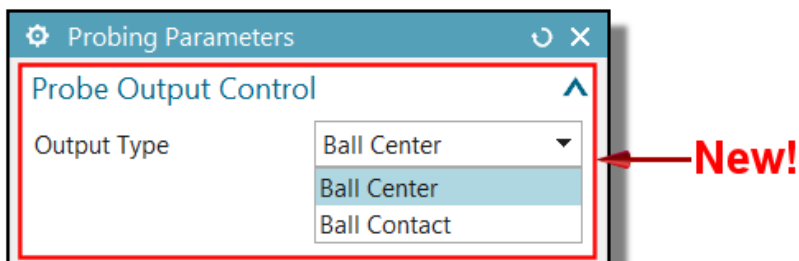 Probing Parameters
Probe Output Control
Output Type Ball Center
New!
Ball Center
Ball Contact